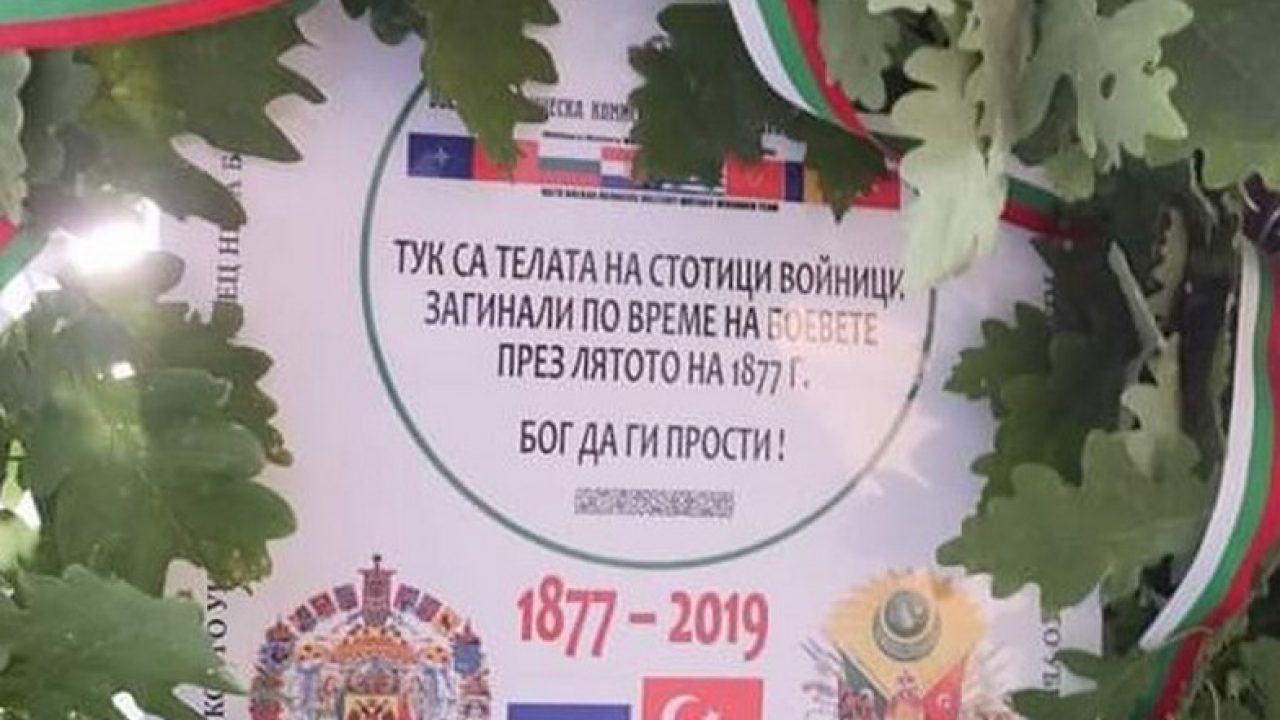 ТУК СА ТЕЛАТА НА СТОТИЦИ ВОЙНИЦИ,
ЗАГИНАЛИ ПО ВРЕМЕ НА БОЕВЕТЕ
ПРЕЗ ЛЯТОТО НА 1877 Г.
БОГ ДА ГИ ПРОСТИ !
1877 – 2019